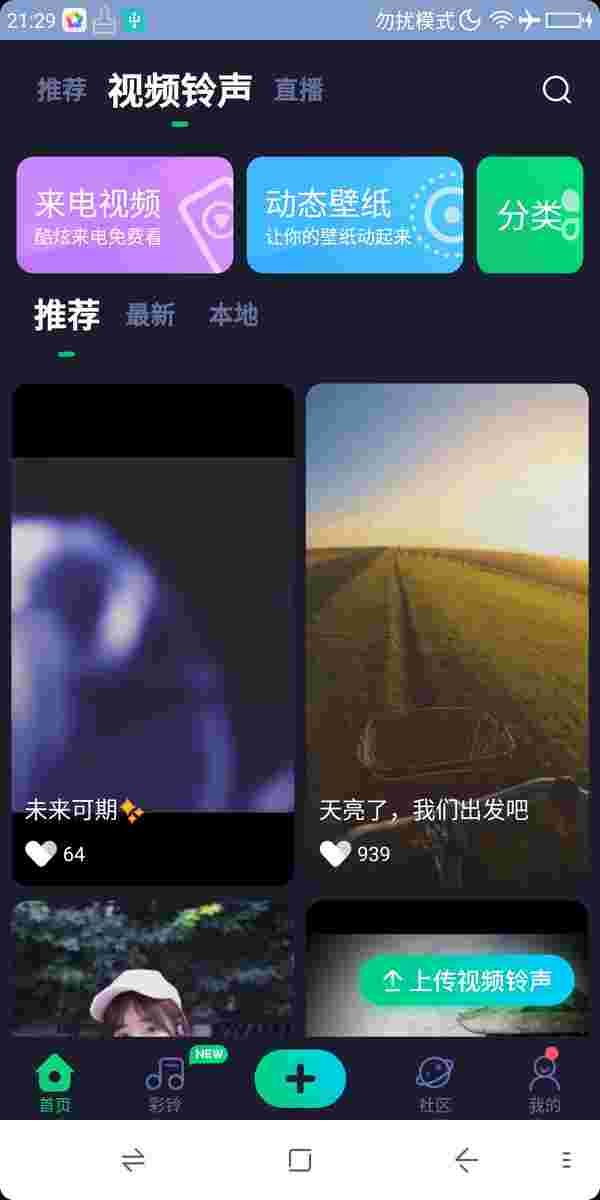 21:29 勿扰模式
推荐 视频铃声 直播
来电视频
酷炫来电免费看
动态壁纸
让你的壁纸动起来
分类
推荐 最新 本地
未来可期✨
64
天亮了，我们出发吧
939
上传视频铃声
NEW
首页 彩铃 社区 我的